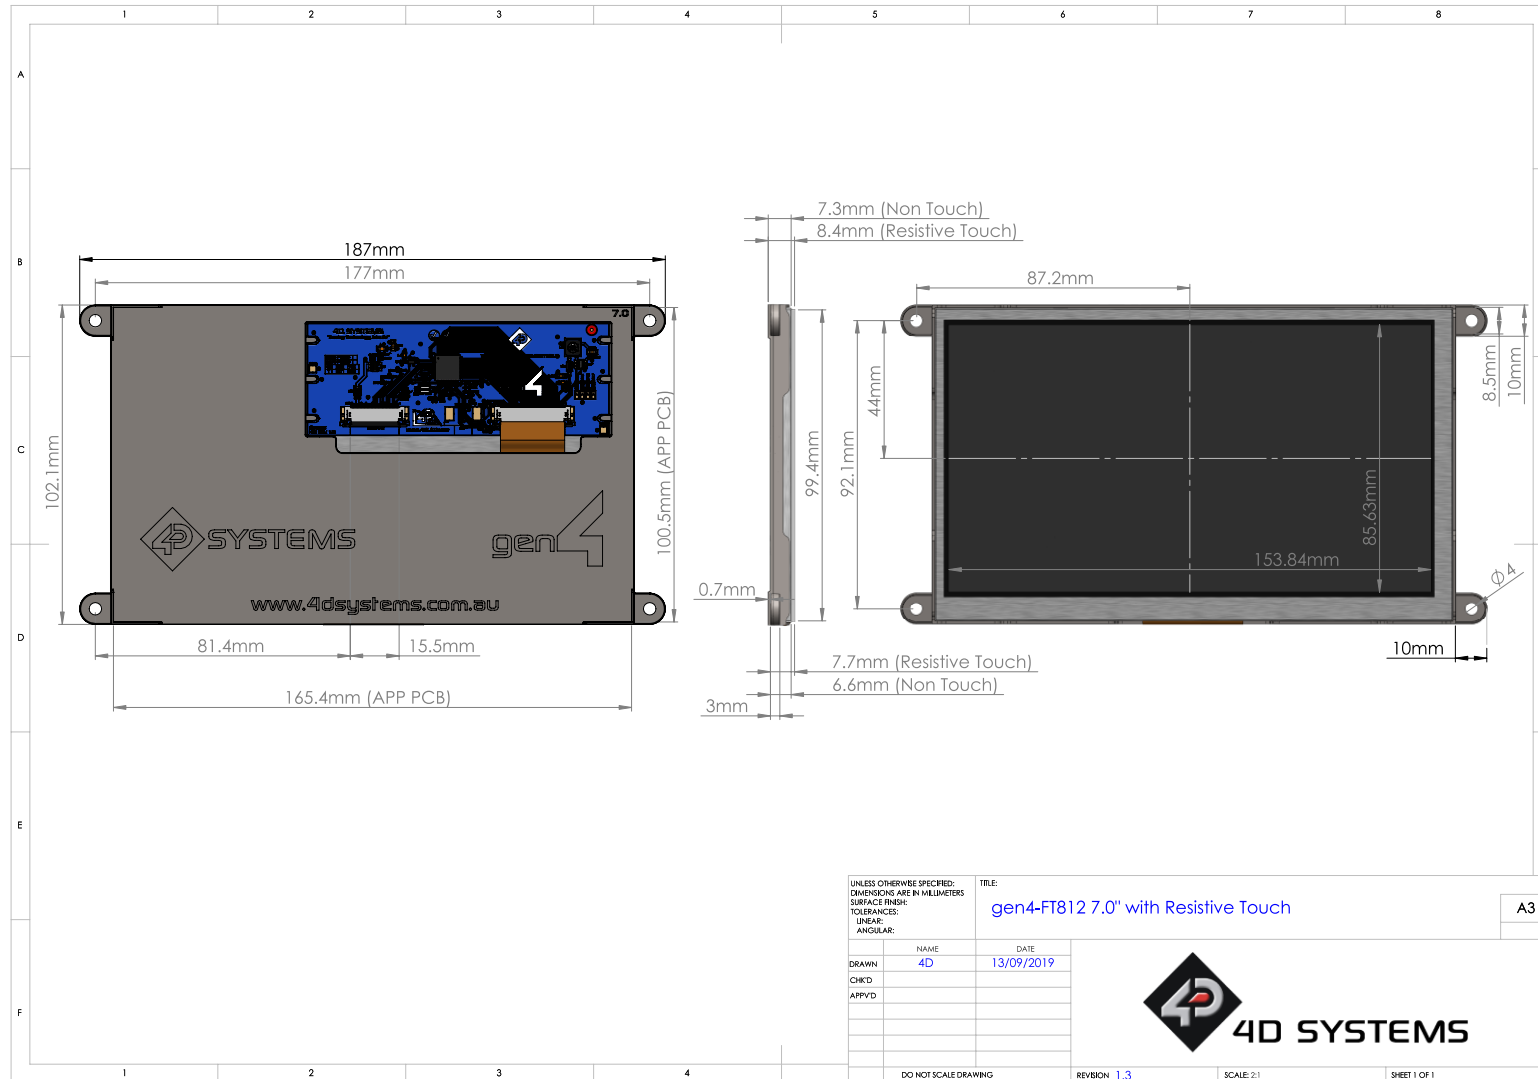 1 2 3 4 5 6 7 8
A
B
C
D
E
F
187mm
177mm
7.0
102.1mm
100.5mm (APP PCB)
4D SYSTEMS
gen4
www.4dsystems.com.au
81.4mm
15.5mm
165.4mm (APP PCB)
7.3mm (Non Touch)
8.4mm (Resistive Touch)
99.4mm
0.7mm
7.7mm (Resistive Touch)
6.6mm (Non Touch)
3mm
87.2mm
44mm
92.1mm
8.5mm
10mm
85.63mm
153.84mm
Ø4
10mm
UNLESS OTHERWISE SPECIFIED:
DIMENSIONS ARE IN MILLIMETERS
SURFACE FINISH:
TOLERANCES:
LINEAR:
ANGULAR:
TITLE:
gen4-FT812 7.0" with Resistive Touch
A3
NAME DATE
DRAWN 4D 13/09/2019
CHK'D
APPV'D
4D SYSTEMS
DO NOT SCALE DRAWING
REVISION 1.3
SCALE: 2:1
SHEET 1 OF 1
1 2 3 4